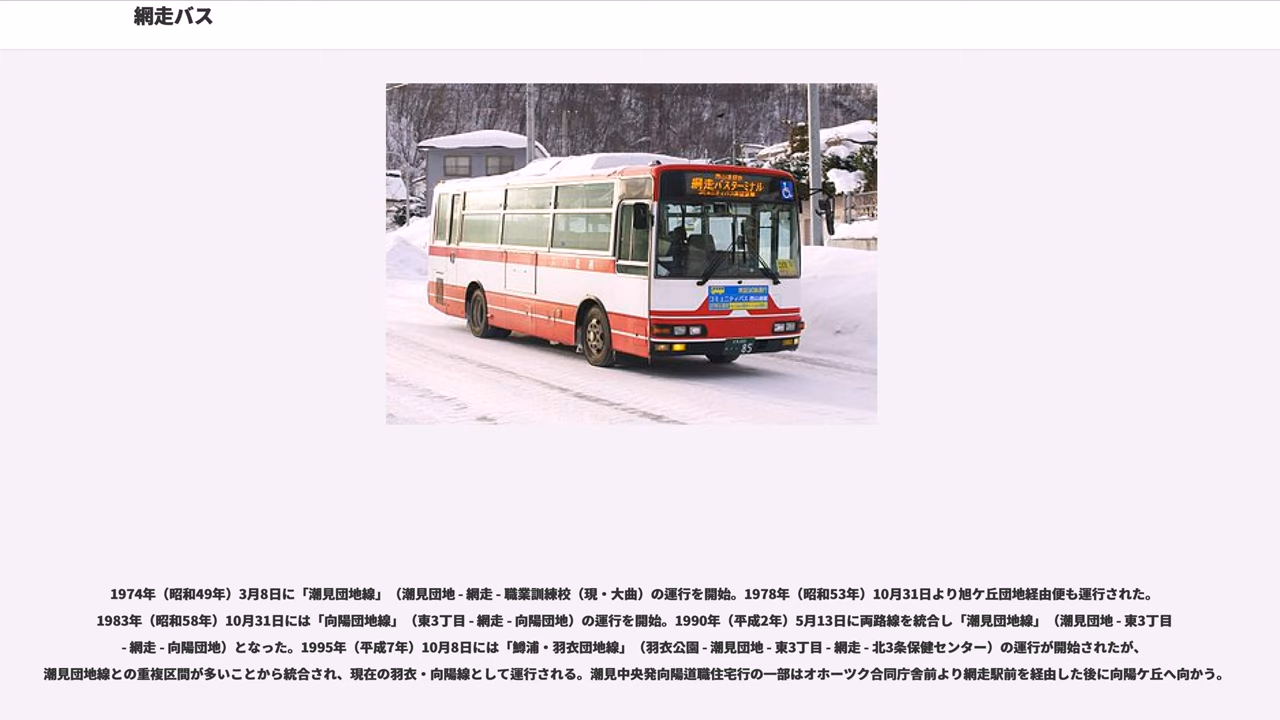 網走バス
網走バスターミナル
85
1974年（昭和49年）3月8日に「潮見団地線」（潮見団地 - 網走 - 職業訓練校（現・大曲）の運行を開始。1978年（昭和53年）10月31日より旭ケ丘団地経由便も運行された。
1983年（昭和58年）10月31日には「向陽団地線」（東3丁目 - 網走 - 向陽団地）の運行を開始。1990年（平成2年）5月13日に両路線を統合し「潮見団地線」（潮見団地 - 東3丁目
- 網走 - 向陽団地）となった。1995年（平成7年）10月8日には「鱒浦・羽衣団地線」（羽衣公園 - 潮見団地 - 東3丁目 - 網走 - 北3条保健センター）の運行が開始されたが、
潮見団地線との重複区間が多いことから統合され、現在の羽衣・向陽線として運行される。潮見中央発向陽道職住宅行の一部はオホーツク合同庁舎前より網走駅前を経由した後に向陽ケ丘へ向かう。